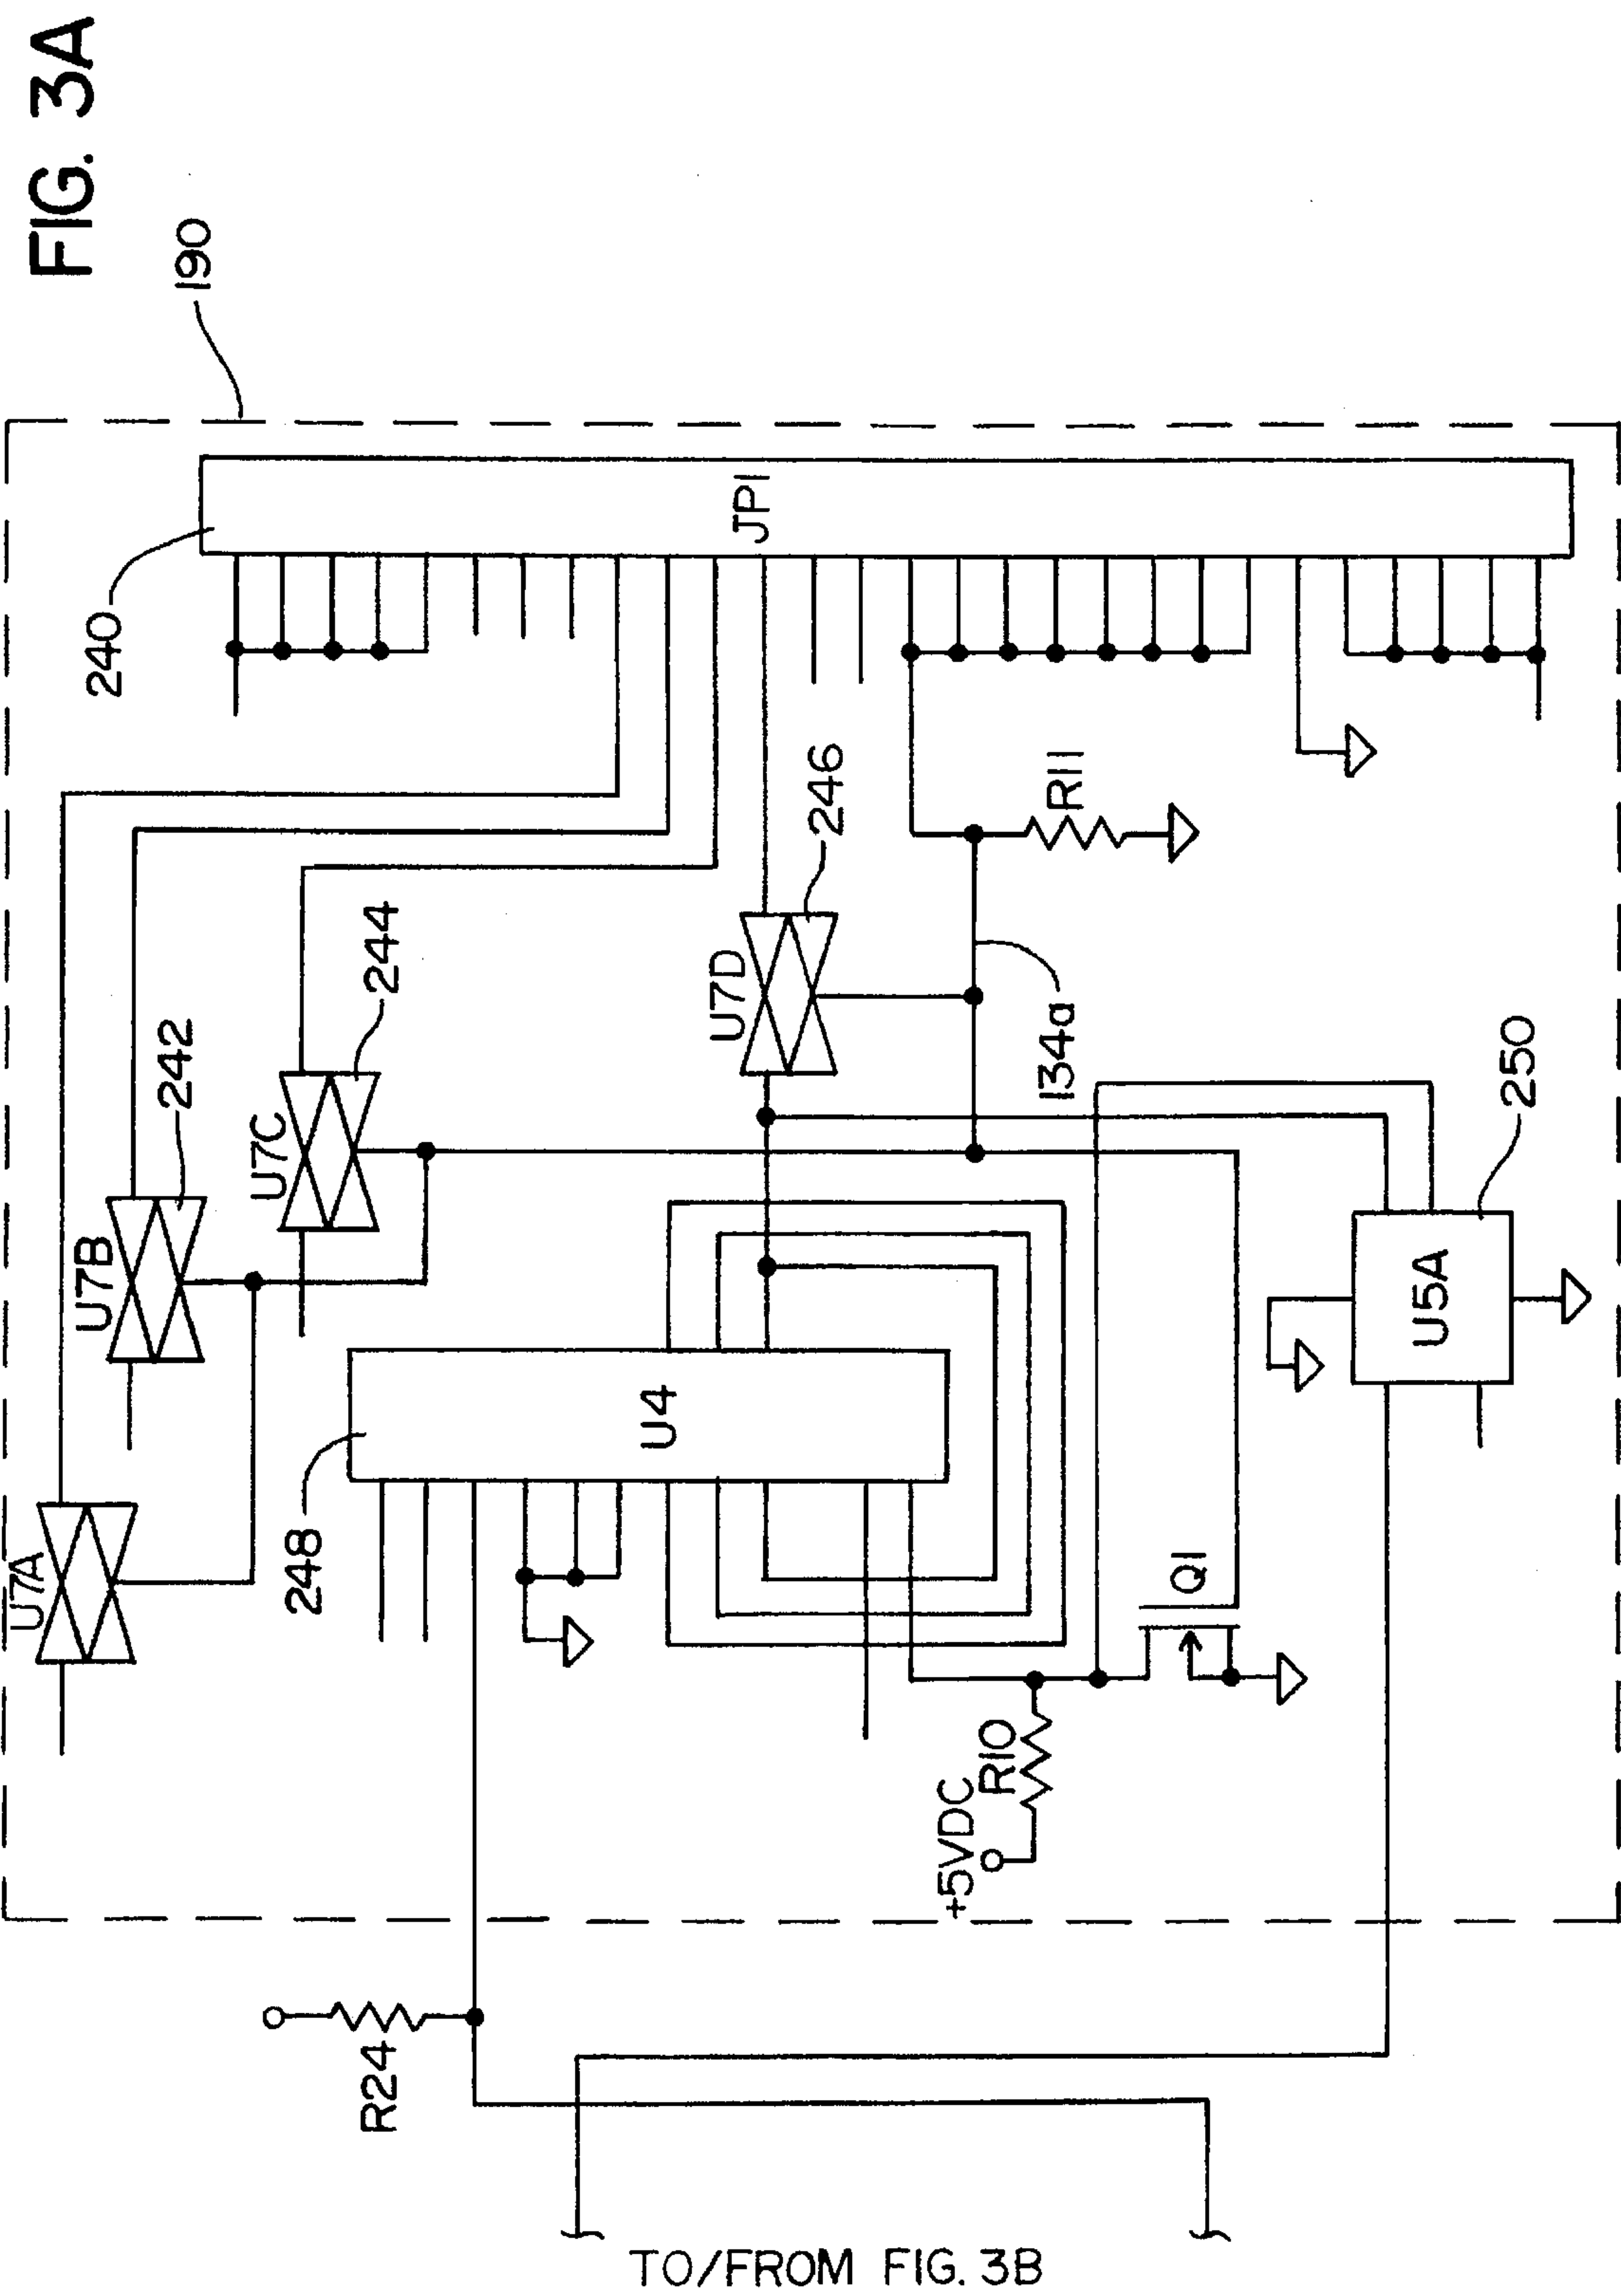 FIG. 3A
190
240
JP1
U7A
U7B
242
U7C
244
U7D
246
R11
134a
248
U4
U5A
250
Q1
+5VDC
R10
R24
TO/FROM FIG. 3B